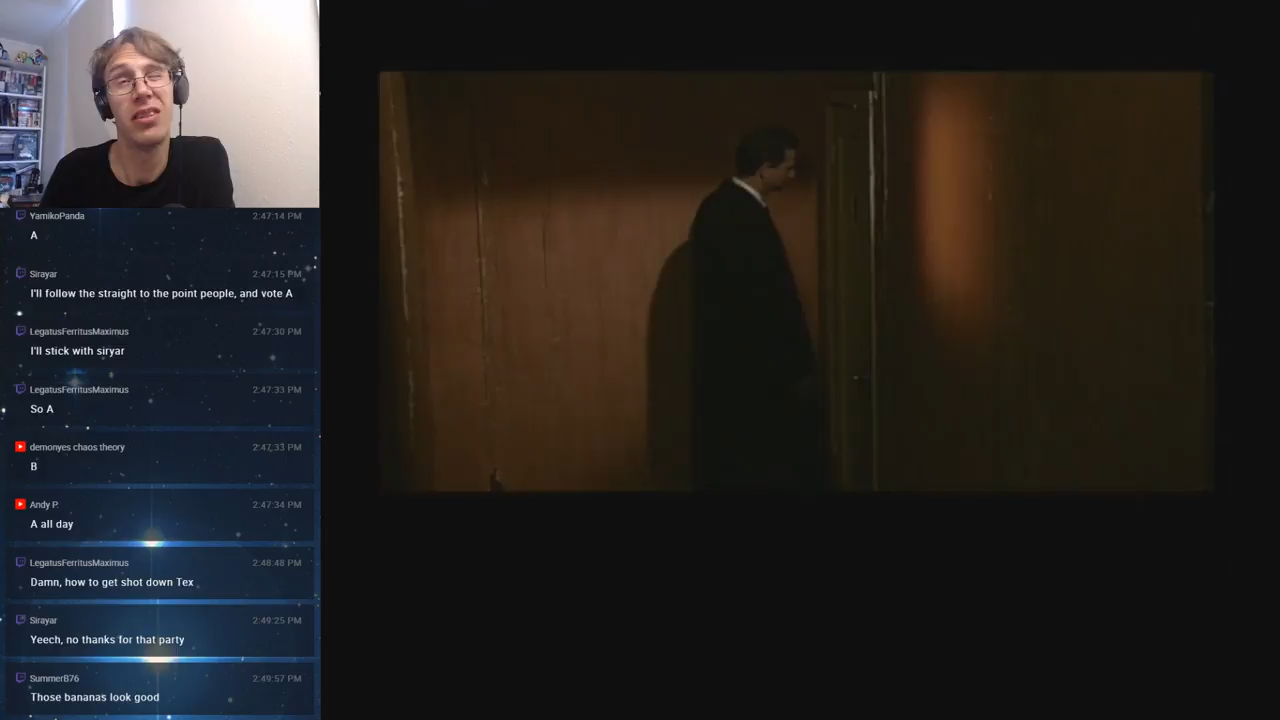 YamikoPanda 2:47:14 PM
A
Sirayar 2:47:15 PM
I'll follow the straight to the point people, and vote A
LegatusFerritusMaximus 2:47:30 PM
I'll stick with siryar
LegatusFerritusMaximus 2:47:33 PM
So A
demonyes chaos theory 2:47:33 PM
B
Andy P. 2:47:34 PM
A all day
LegatusFerritusMaximus 2:48:48 PM
Damn, how to get shot down Tex
Sirayar 2:49:25 PM
Yeech, no thanks for that party
SummerB76 2:49:57 PM
Those bananas look good